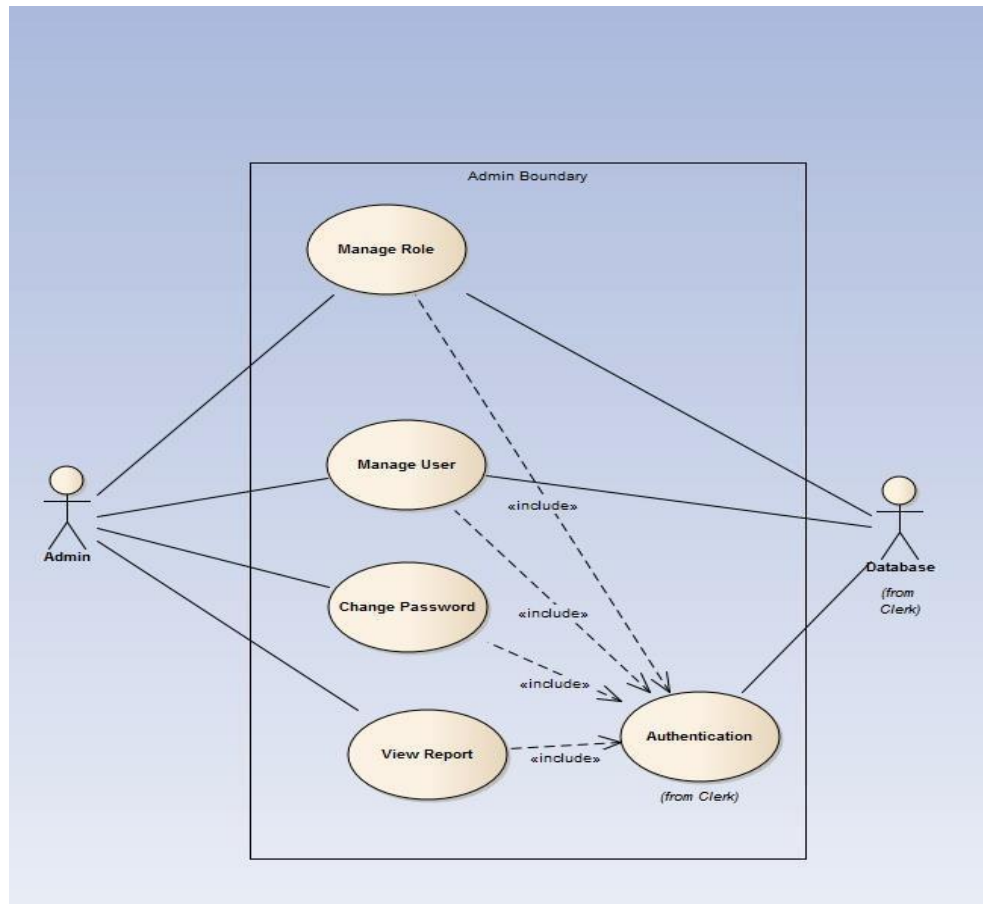 Admin Boundary
Manage Role
Manage User
«include»
Admin
Database
(from
Clerk)
Change Password
«include»
«include»
View Report
«include»
Authentication
(from Clerk)